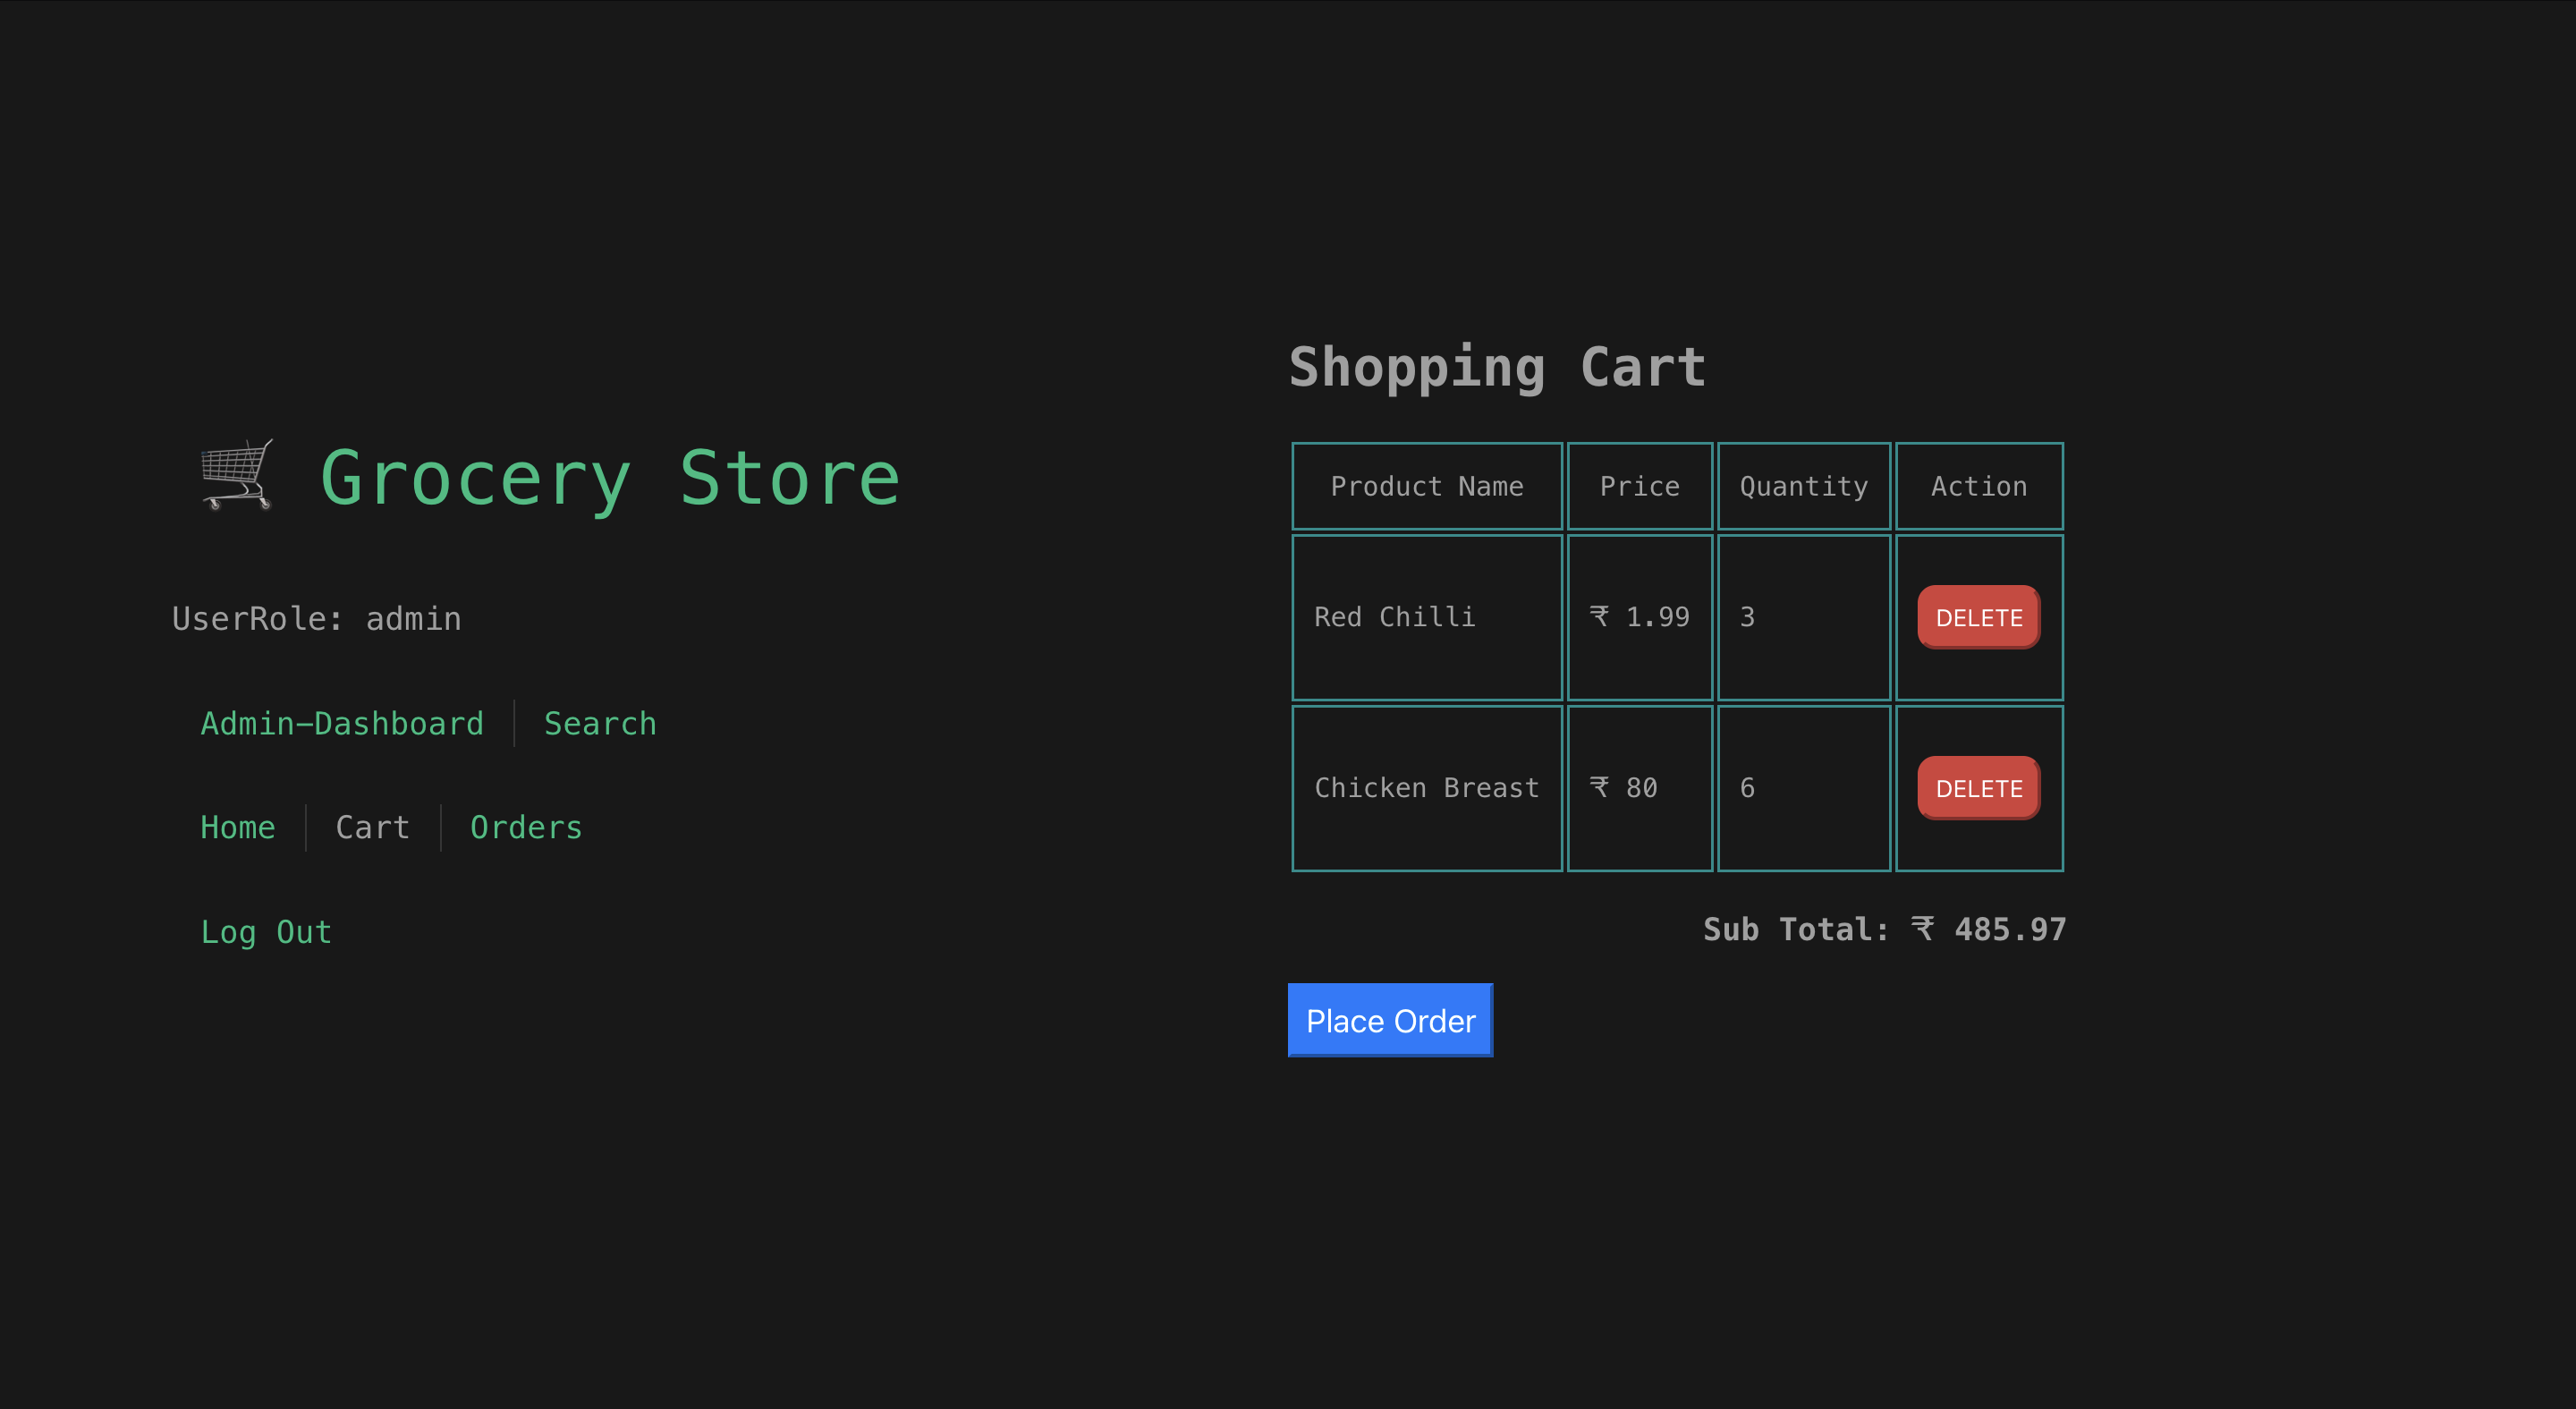 Grocery Store
UserRole: admin
Admin-Dashboard Search
Home Cart Orders
Log Out
Shopping Cart
Product Name Price Quantity Action
Red Chilli ₹ 1.99 3 DELETE
Chicken Breast ₹ 80 6 DELETE
Sub Total: ₹ 485.97
Place Order